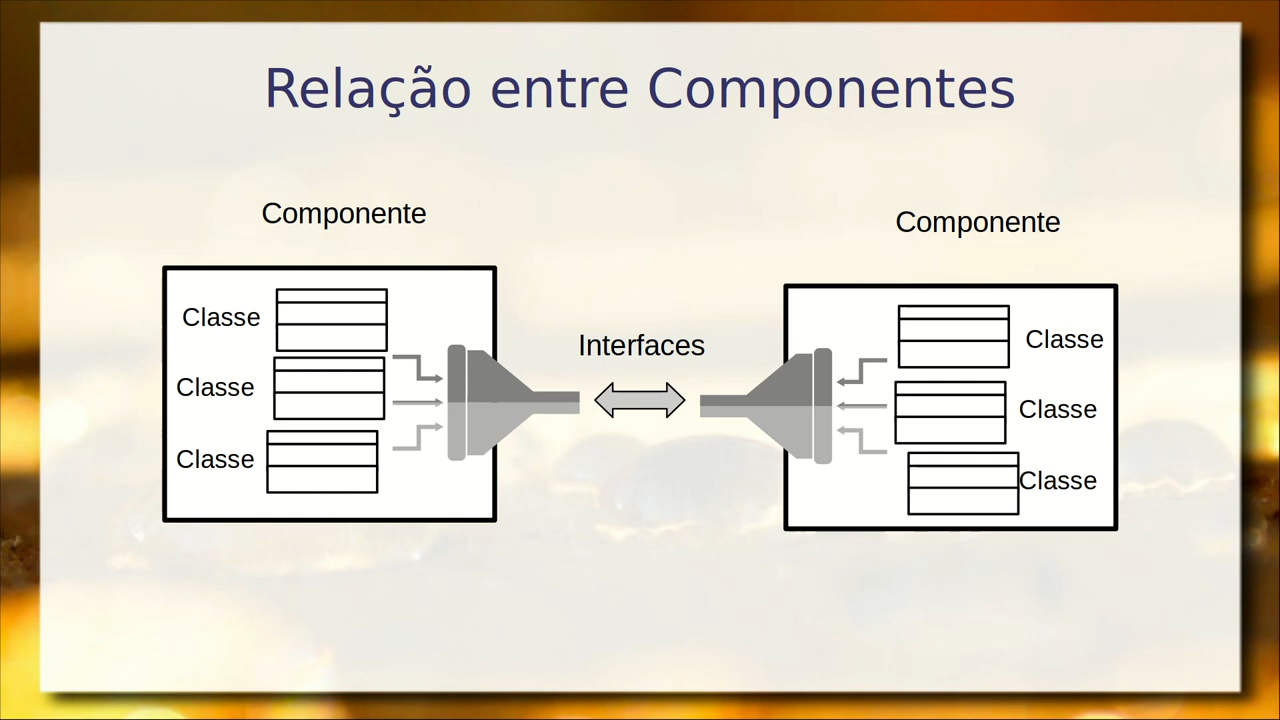 Relação entre Componentes
Componente
Componente
Classe
Classe
Classe
Interfaces
Classe
Classe
Classe